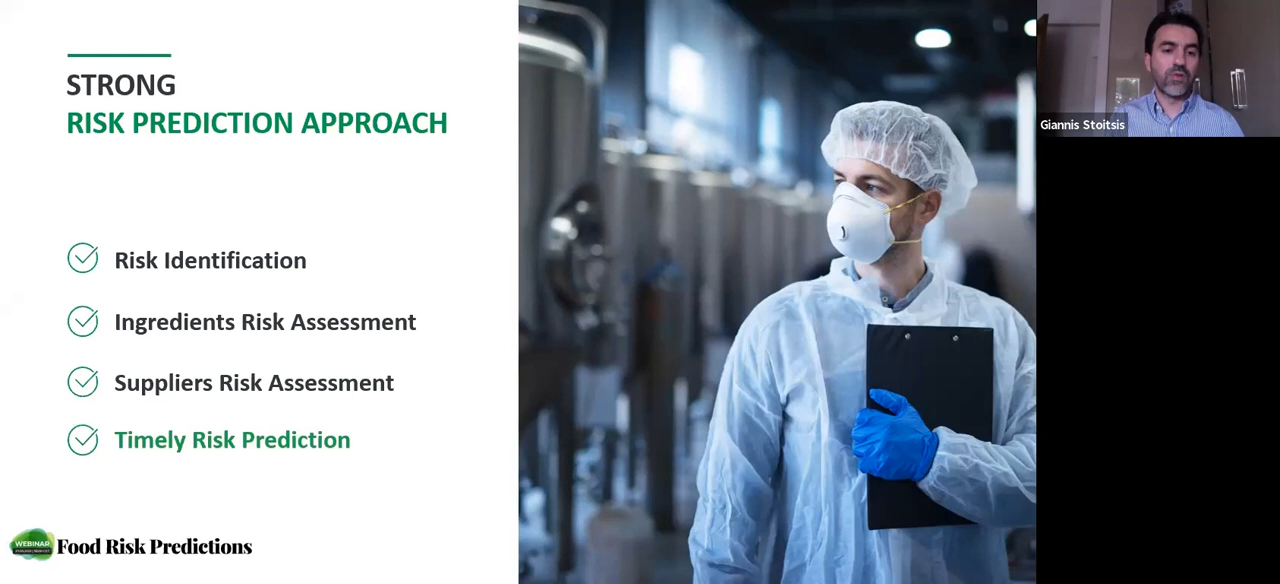 STRONG
RISK PREDICTION APPROACH
Risk Identification
Ingredients Risk Assessment
Suppliers Risk Assessment
Timely Risk Prediction
WEBINAR
Food Risk Predictions
Giannis Stoitsis